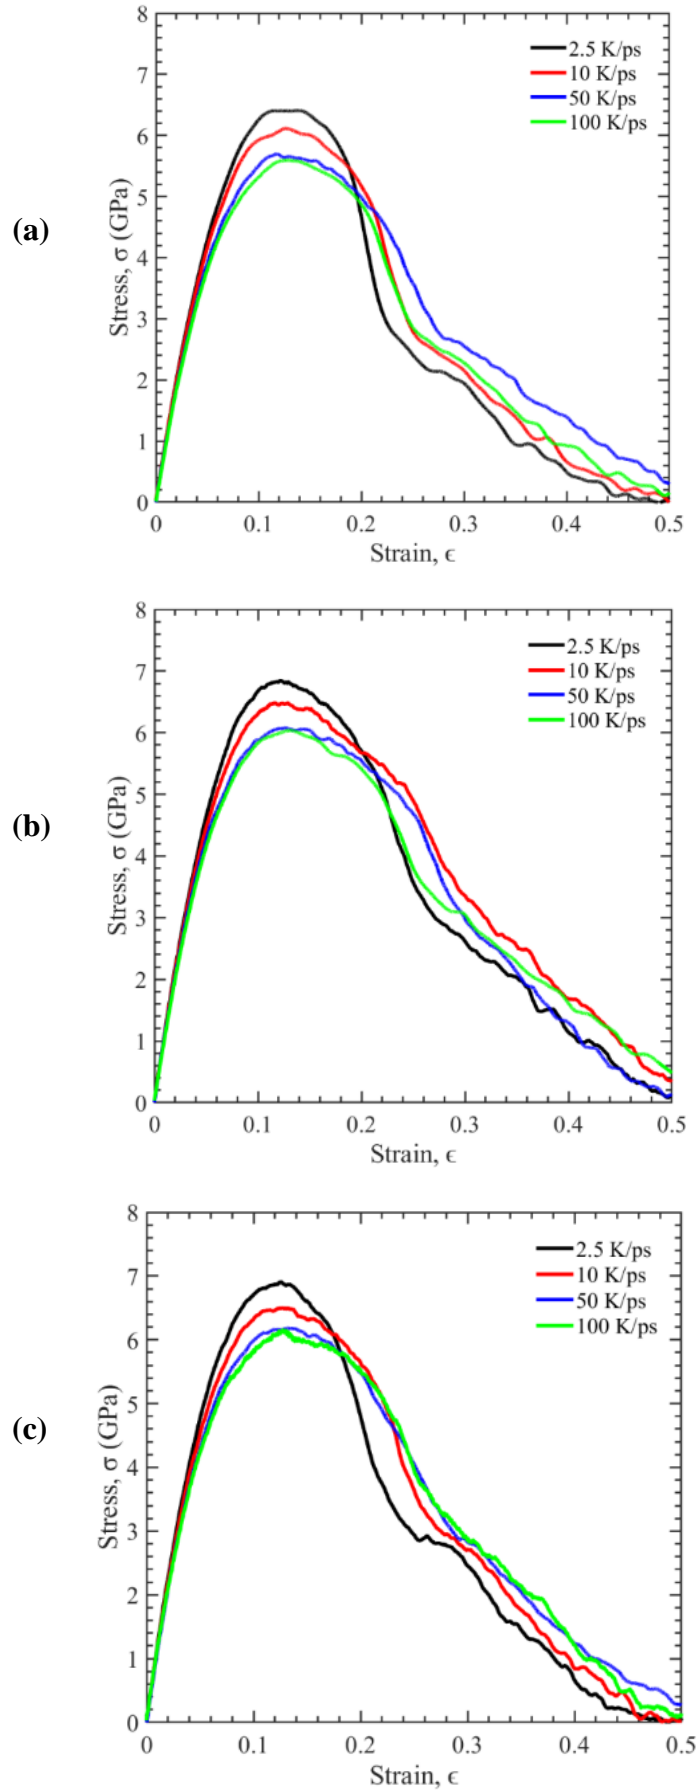 (a)
Stress, σ (GPa)
8
7
6
5
4
3
2
1
0
2.5 K/ps
10 K/ps
50 K/ps
100 K/ps
0 0.1 0.2 0.3 0.4 0.5
Strain, ϵ
(b)
Stress, σ (GPa)
8
7
6
5
4
3
2
1
0
2.5 K/ps
10 K/ps
50 K/ps
100 K/ps
0 0.1 0.2 0.3 0.4 0.5
Strain, ϵ
(c)
Stress, σ (GPa)
8
7
6
5
4
3
2
1
0
2.5 K/ps
10 K/ps
50 K/ps
100 K/ps
0 0.1 0.2 0.3 0.4 0.5
Strain, ϵ